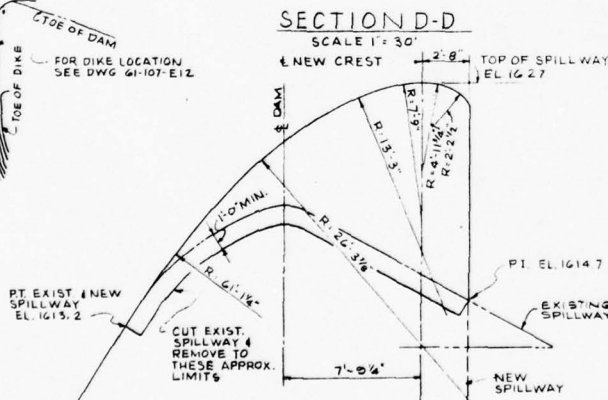 SECTION D-D
SCALE 1"= 30'
℄ NEW CREST
2'-8"
TOP OF SPILLWAY
EL. 1627
TOE OF DAM
TOE OF DIKE
FOR DIKE LOCATION
SEE DWG 61-107-E12
℄ DAM
R=7'-9"
R=13'-3"
R=4'-11¾"
R=2'-2½"
1'-0" MIN.
R=26'-3⅞"
R=61'-1¼"
P.I. EL. 1614.7
P.T. EXIST. & NEW
SPILLWAY
EL. 1613.2
EXISTING
SPILLWAY
CUT EXIST.
SPILLWAY &
REMOVE TO
THESE APPROX.
LIMITS
7'-9¼"
NEW
SPILLWAY